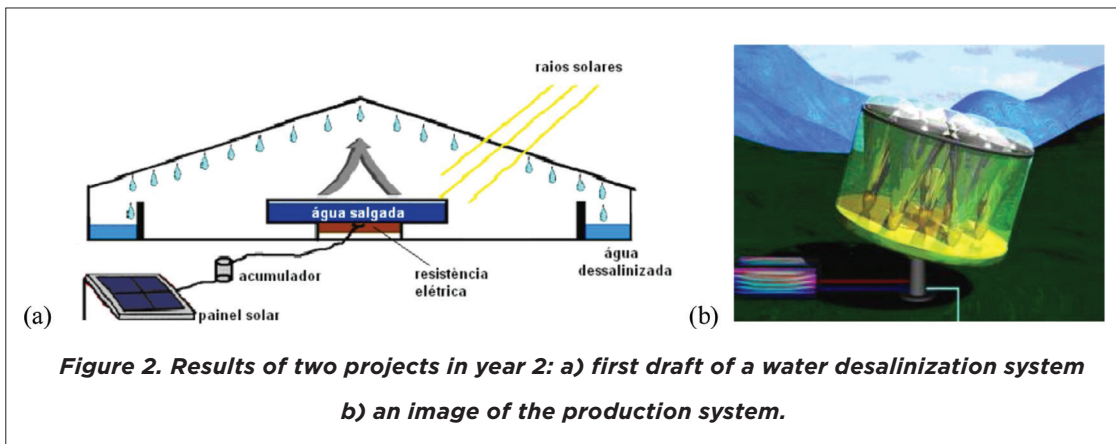 raios solares
água salgada
acumulador
resistência
elétrica
água
dessalinizada
painel solar
(a)
(b)
Figure 2. Results of two projects in year 2: a) first draft of a water desalinization system
b) an image of the production system.